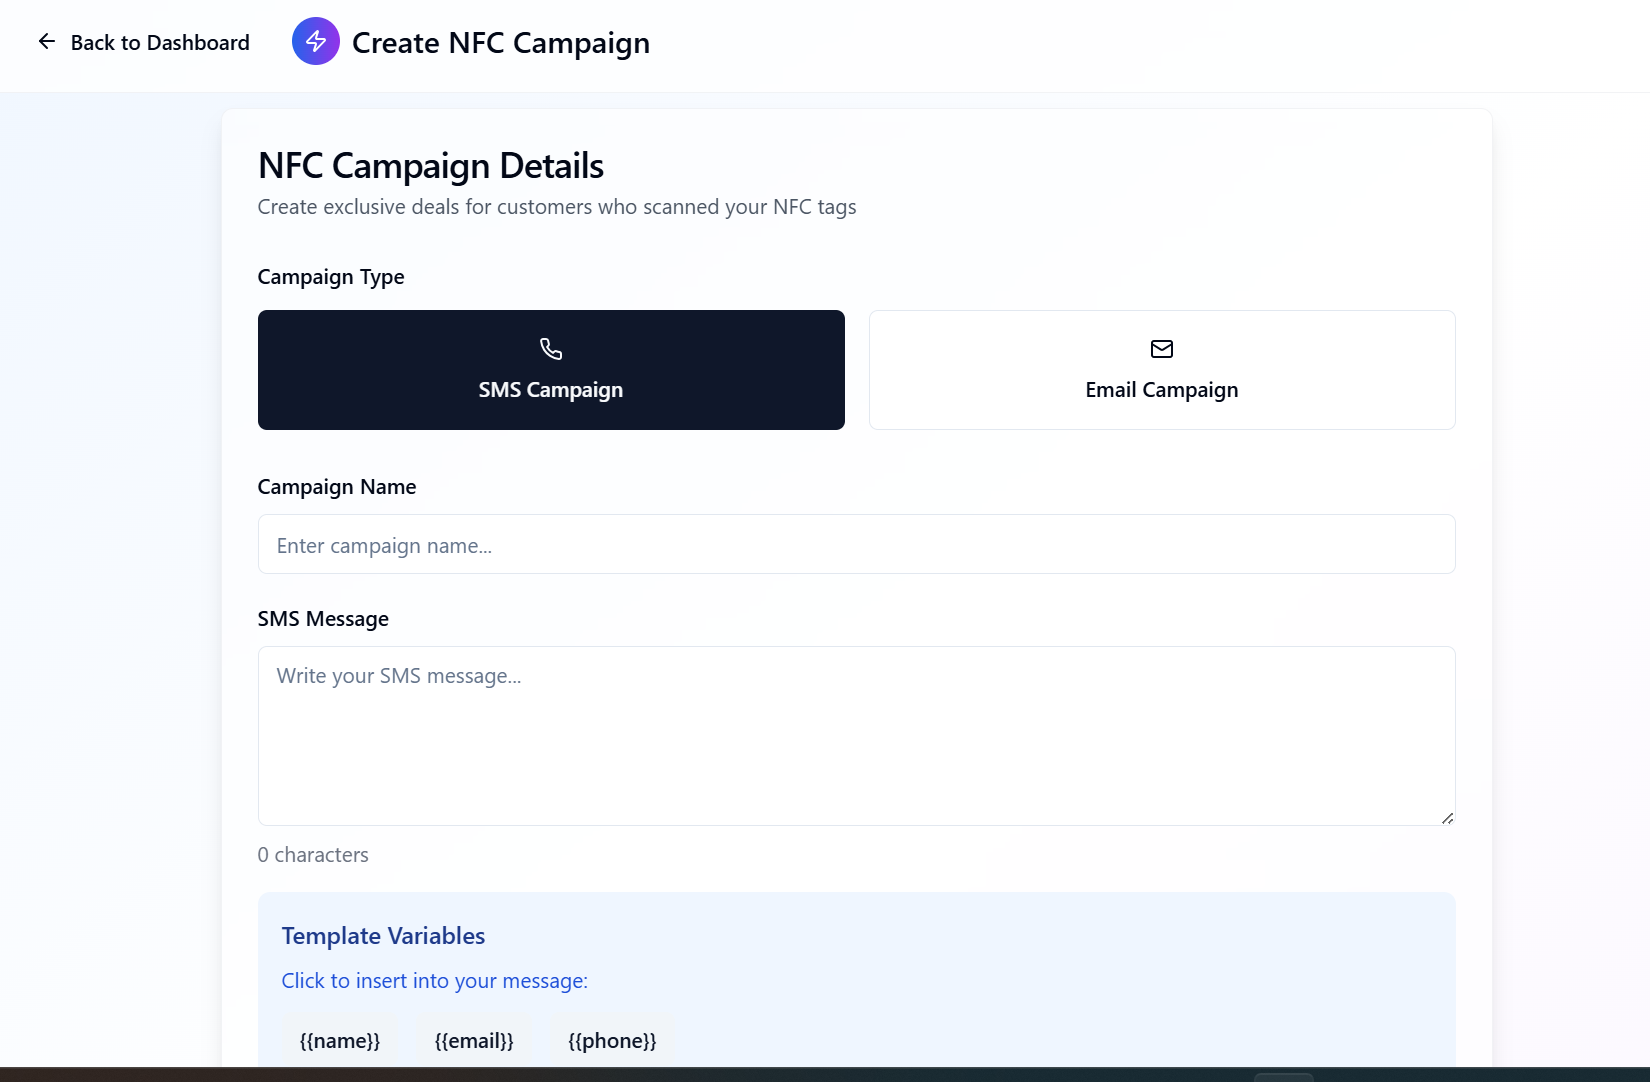 Back to Dashboard
Create NFC Campaign
NFC Campaign Details
Create exclusive deals for customers who scanned your NFC tags
Campaign Type
SMS Campaign
Email Campaign
Campaign Name
Enter campaign name...
SMS Message
Write your SMS message...
0 characters
Template Variables
Click to insert into your message:
{{name}}
{{email}}
{{phone}}